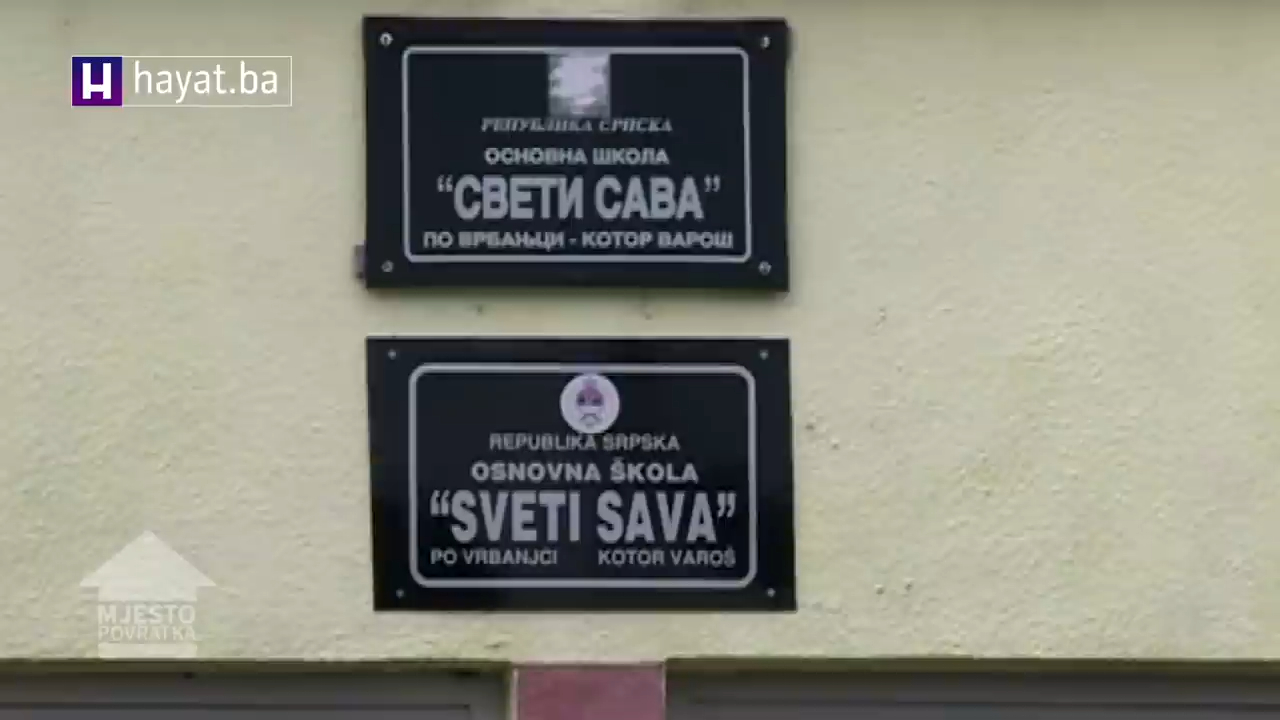 hayat.ba
РЕПУБЛИКА СРПСКА
ОСНОВНА ШКОЛА
“СВЕТИ САВА”
ПО ВРБАЊЦИ - КОТОР ВАРОШ
REPUBLIKA SRPSKA
OSNOVNA ŠKOLA
“SVETI SAVA”
PO VRBANJCI KOTOR VAROŠ
MJESTO
POVRATKA